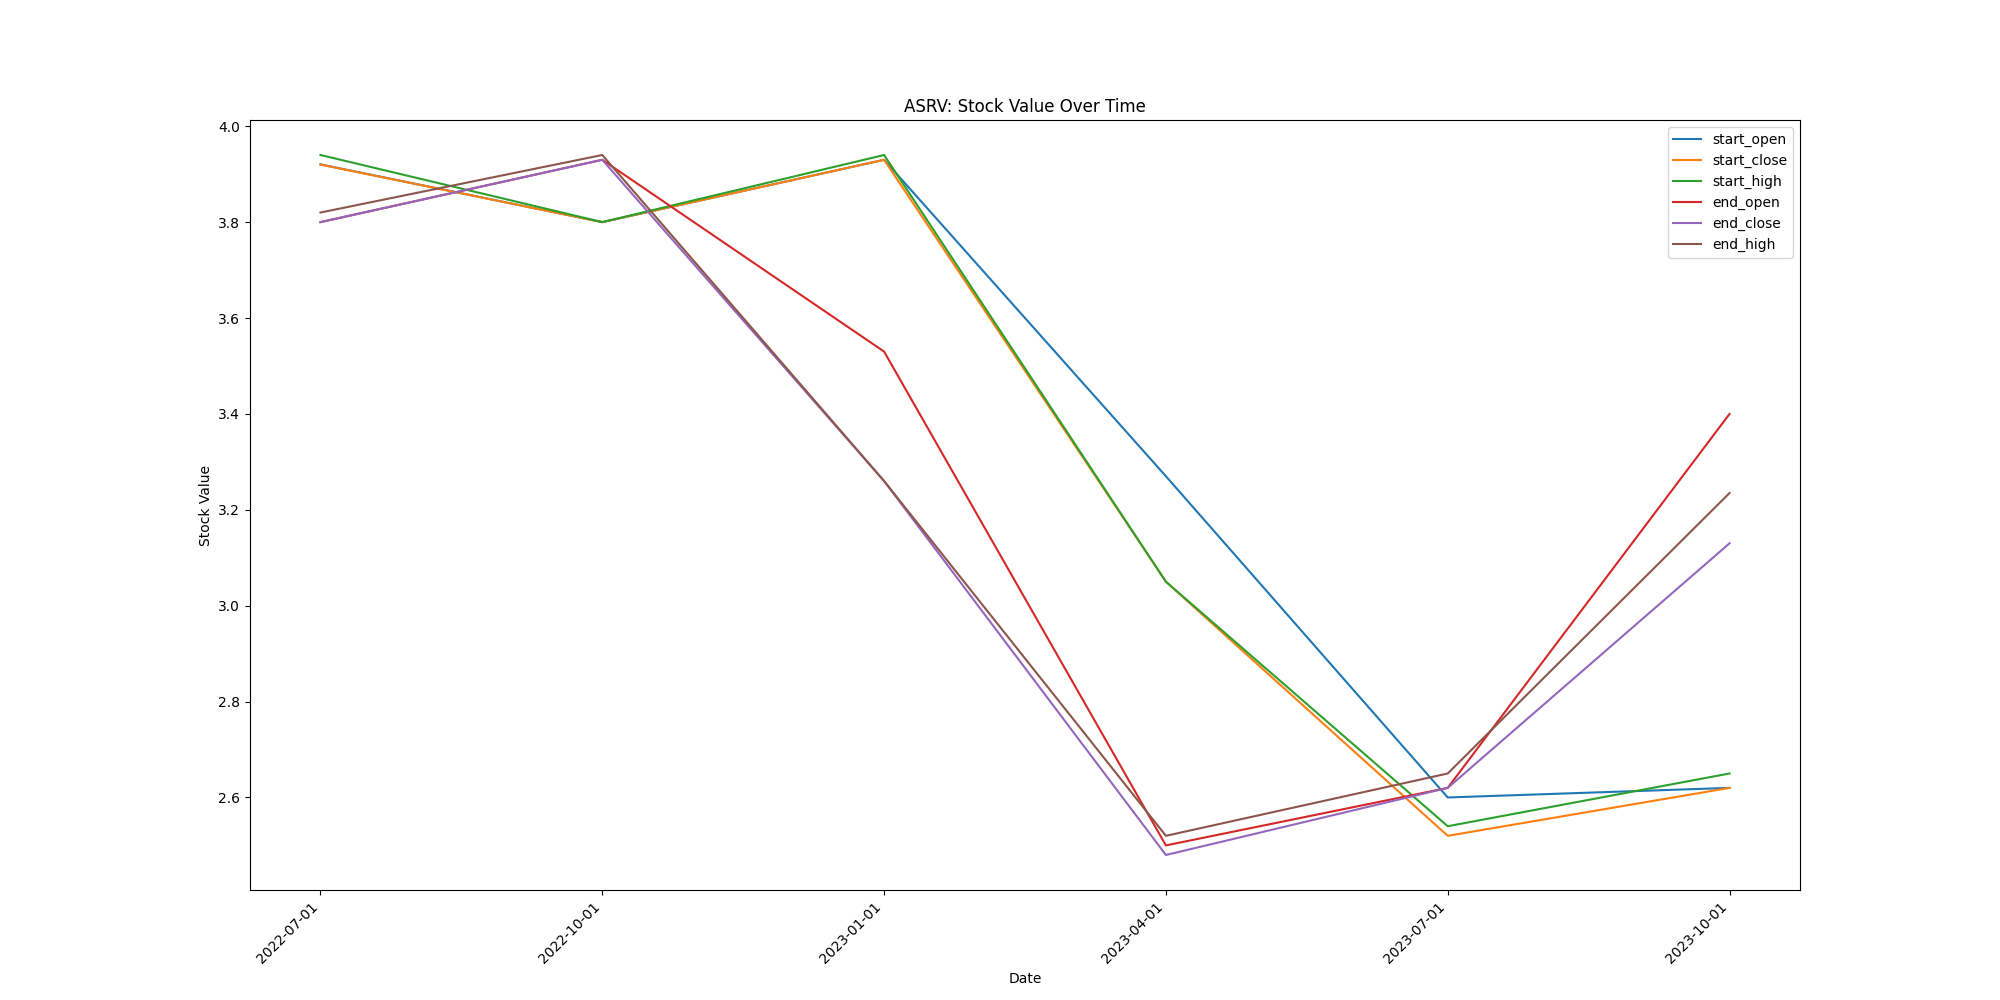 ASRV: Stock Value Over Time
4.0
3.8
3.6
3.4
3.2
3.0
2.8
2.6
Stock Value
start_open
start_close
start_high
end_open
end_close
end_high
2022-07-01
2022-10-01
2023-01-01
2023-04-01
2023-07-01
2023-10-01
Date